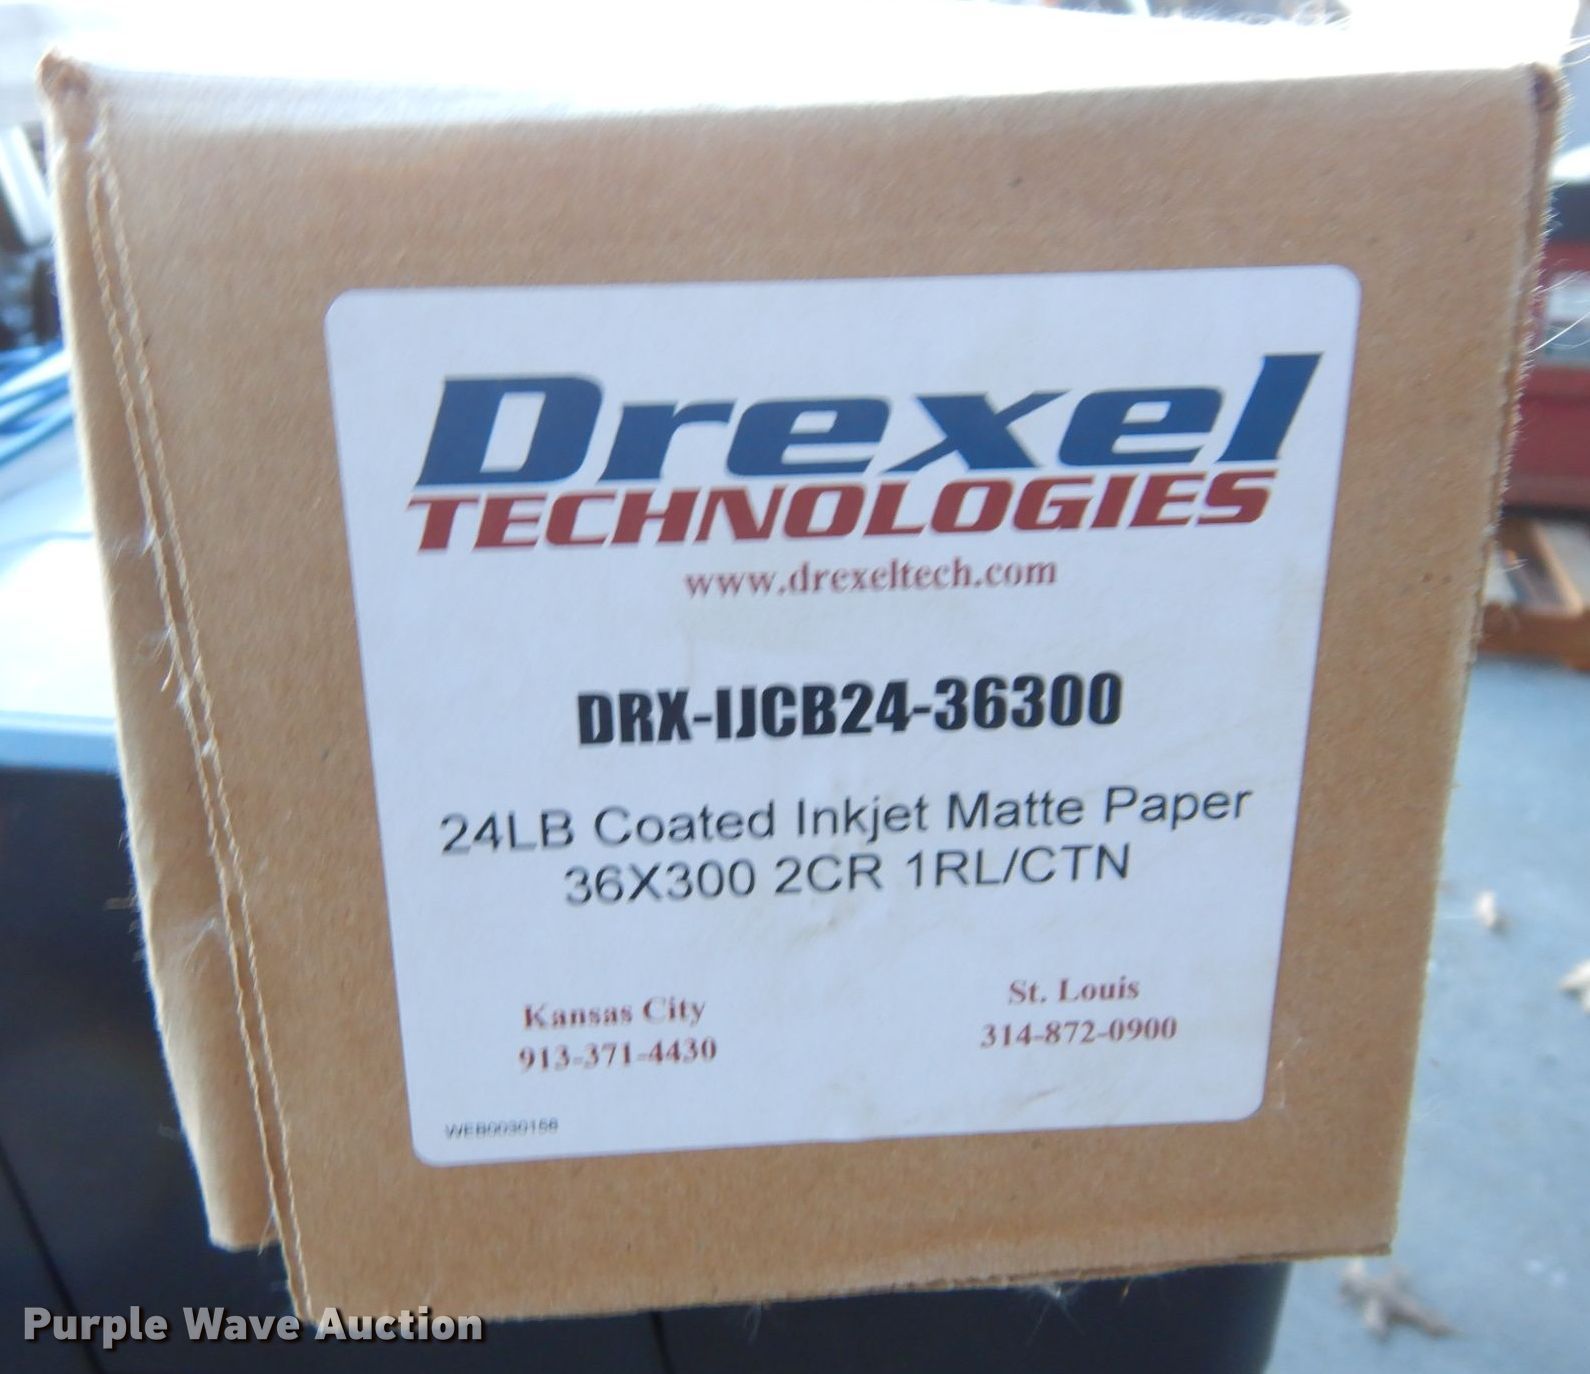 Drexel
TECHNOLOGIES
www.drexeltech.com
DRX-IJCB24-36300
24LB Coated Inkjet Matte Paper
36X300 2CR 1RL/CTN
Kansas City
913-371-4430
St. Louis
314-872-0900
WEB0030156
Purple Wave Auction